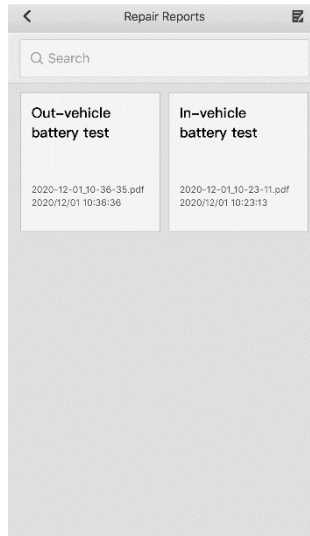 Repair Reports
Search
Out-vehicle
battery test
2020-12-01_10-36-35.pdf
2020/12/01 10:36:36
In-vehicle
battery test
2020-12-01_10-23-11.pdf
2020/12/01 10:23:13